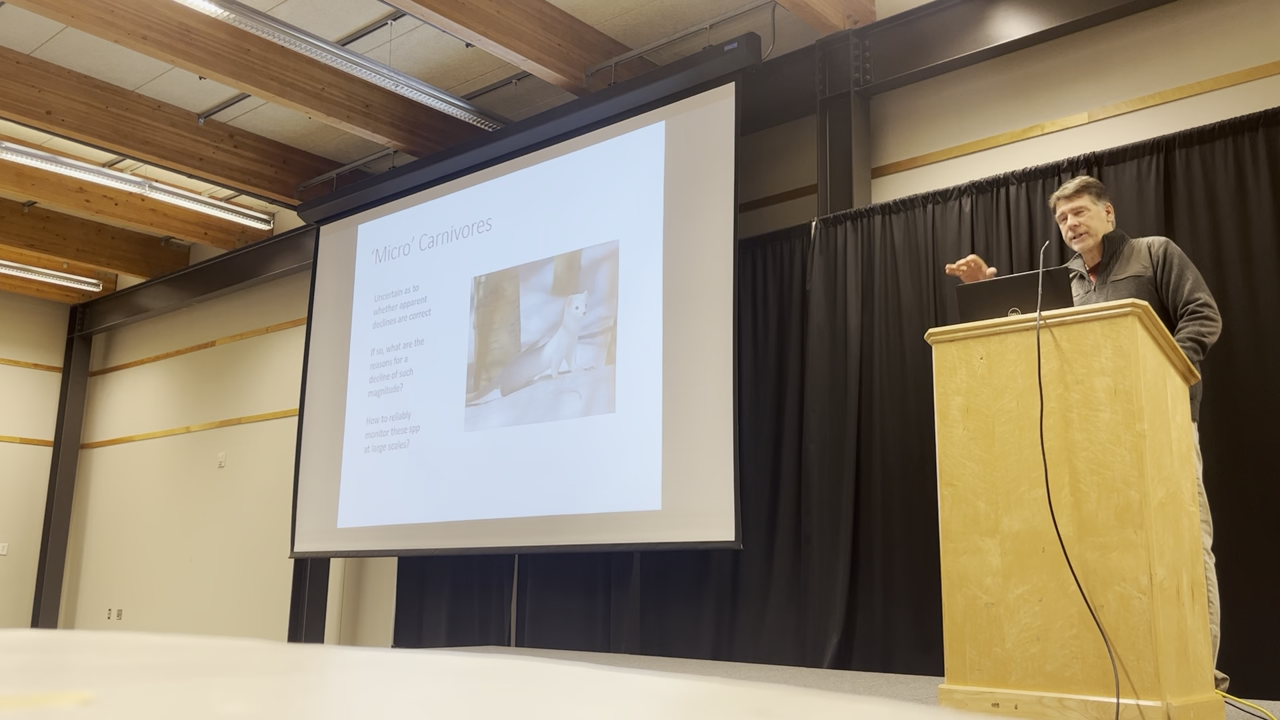 'Micro' Carnivores
Uncertain as to
whether apparent
declines are correct
If so, what are the
reasons for a
decline of such
magnitude?
How to reliably
monitor these spp
at large scales?